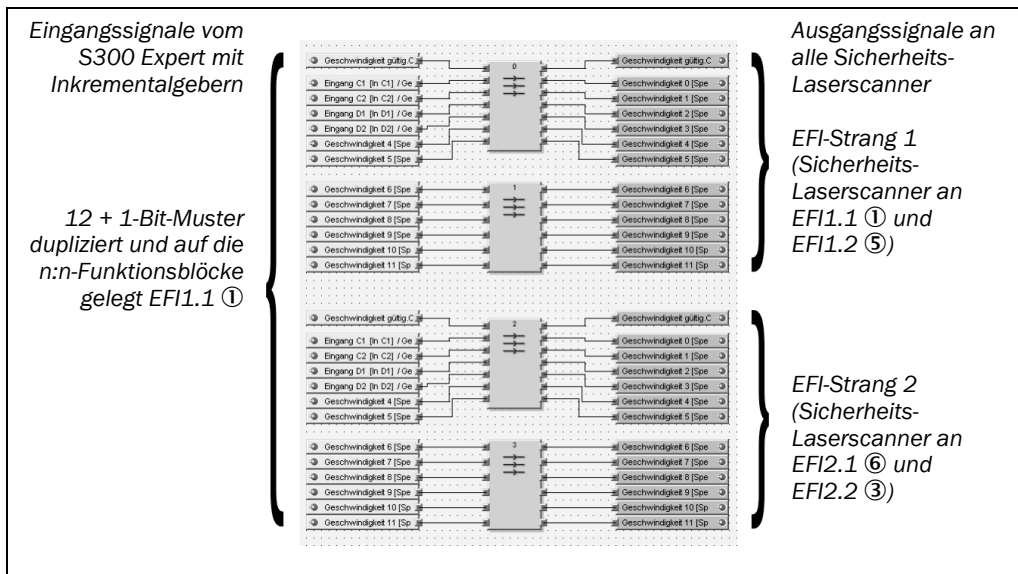 Eingangssignale vom
S300 Expert mit
Inkrementalgebern
12 + 1-Bit-Muster
dupliziert und auf die
n:n-Funktionsblöcke
gelegt EFI1.1 ①
Geschwindigkeit gültig.C
Eingang C1 [In C1] / Ge
Eingang C2 [In C2] / Ge
Eingang D1 [In D1] / Ge
Eingang D2 [In D2] / Ge
Geschwindigkeit 4 [Spe
Geschwindigkeit 5 [Spe
0
Geschwindigkeit gültig.C
Geschwindigkeit 0 [Spe
Geschwindigkeit 1 [Spe
Geschwindigkeit 2 [Spe
Geschwindigkeit 3 [Spe
Geschwindigkeit 4 [Spe
Geschwindigkeit 5 [Spe
Geschwindigkeit 6 [Spe
Geschwindigkeit 7 [Spe
Geschwindigkeit 8 [Spe
Geschwindigkeit 9 [Spe
Geschwindigkeit 10 [Sp
Geschwindigkeit 11 [Sp
1
Geschwindigkeit 6 [Spe
Geschwindigkeit 7 [Spe
Geschwindigkeit 8 [Spe
Geschwindigkeit 9 [Spe
Geschwindigkeit 10 [Sp
Geschwindigkeit 11 [Sp
Geschwindigkeit gültig.C
Eingang C1 [In C1] / Ge
Eingang C2 [In C2] / Ge
Eingang D1 [In D1] / Ge
Eingang D2 [In D2] / Ge
Geschwindigkeit 4 [Spe
Geschwindigkeit 5 [Spe
2
Geschwindigkeit gültig.C
Geschwindigkeit 0 [Spe
Geschwindigkeit 1 [Spe
Geschwindigkeit 2 [Spe
Geschwindigkeit 3 [Spe
Geschwindigkeit 4 [Spe
Geschwindigkeit 5 [Spe
Geschwindigkeit 6 [Spe
Geschwindigkeit 7 [Spe
Geschwindigkeit 8 [Spe
Geschwindigkeit 9 [Spe
Geschwindigkeit 10 [Sp
Geschwindigkeit 11 [Sp
3
Geschwindigkeit 6 [Spe
Geschwindigkeit 7 [Spe
Geschwindigkeit 8 [Spe
Geschwindigkeit 9 [Spe
Geschwindigkeit 10 [Sp
Geschwindigkeit 11 [Sp
Ausgangssignale an
alle Sicherheits-
Laserscanner
EFI-Strang 1
(Sicherheits-
Laserscanner an
EFI1.1 ① und
EFI1.2 ⑤)
EFI-Strang 2
(Sicherheits-
Laserscanner an
EFI2.1 ⑥ und
EFI2.2 ③)